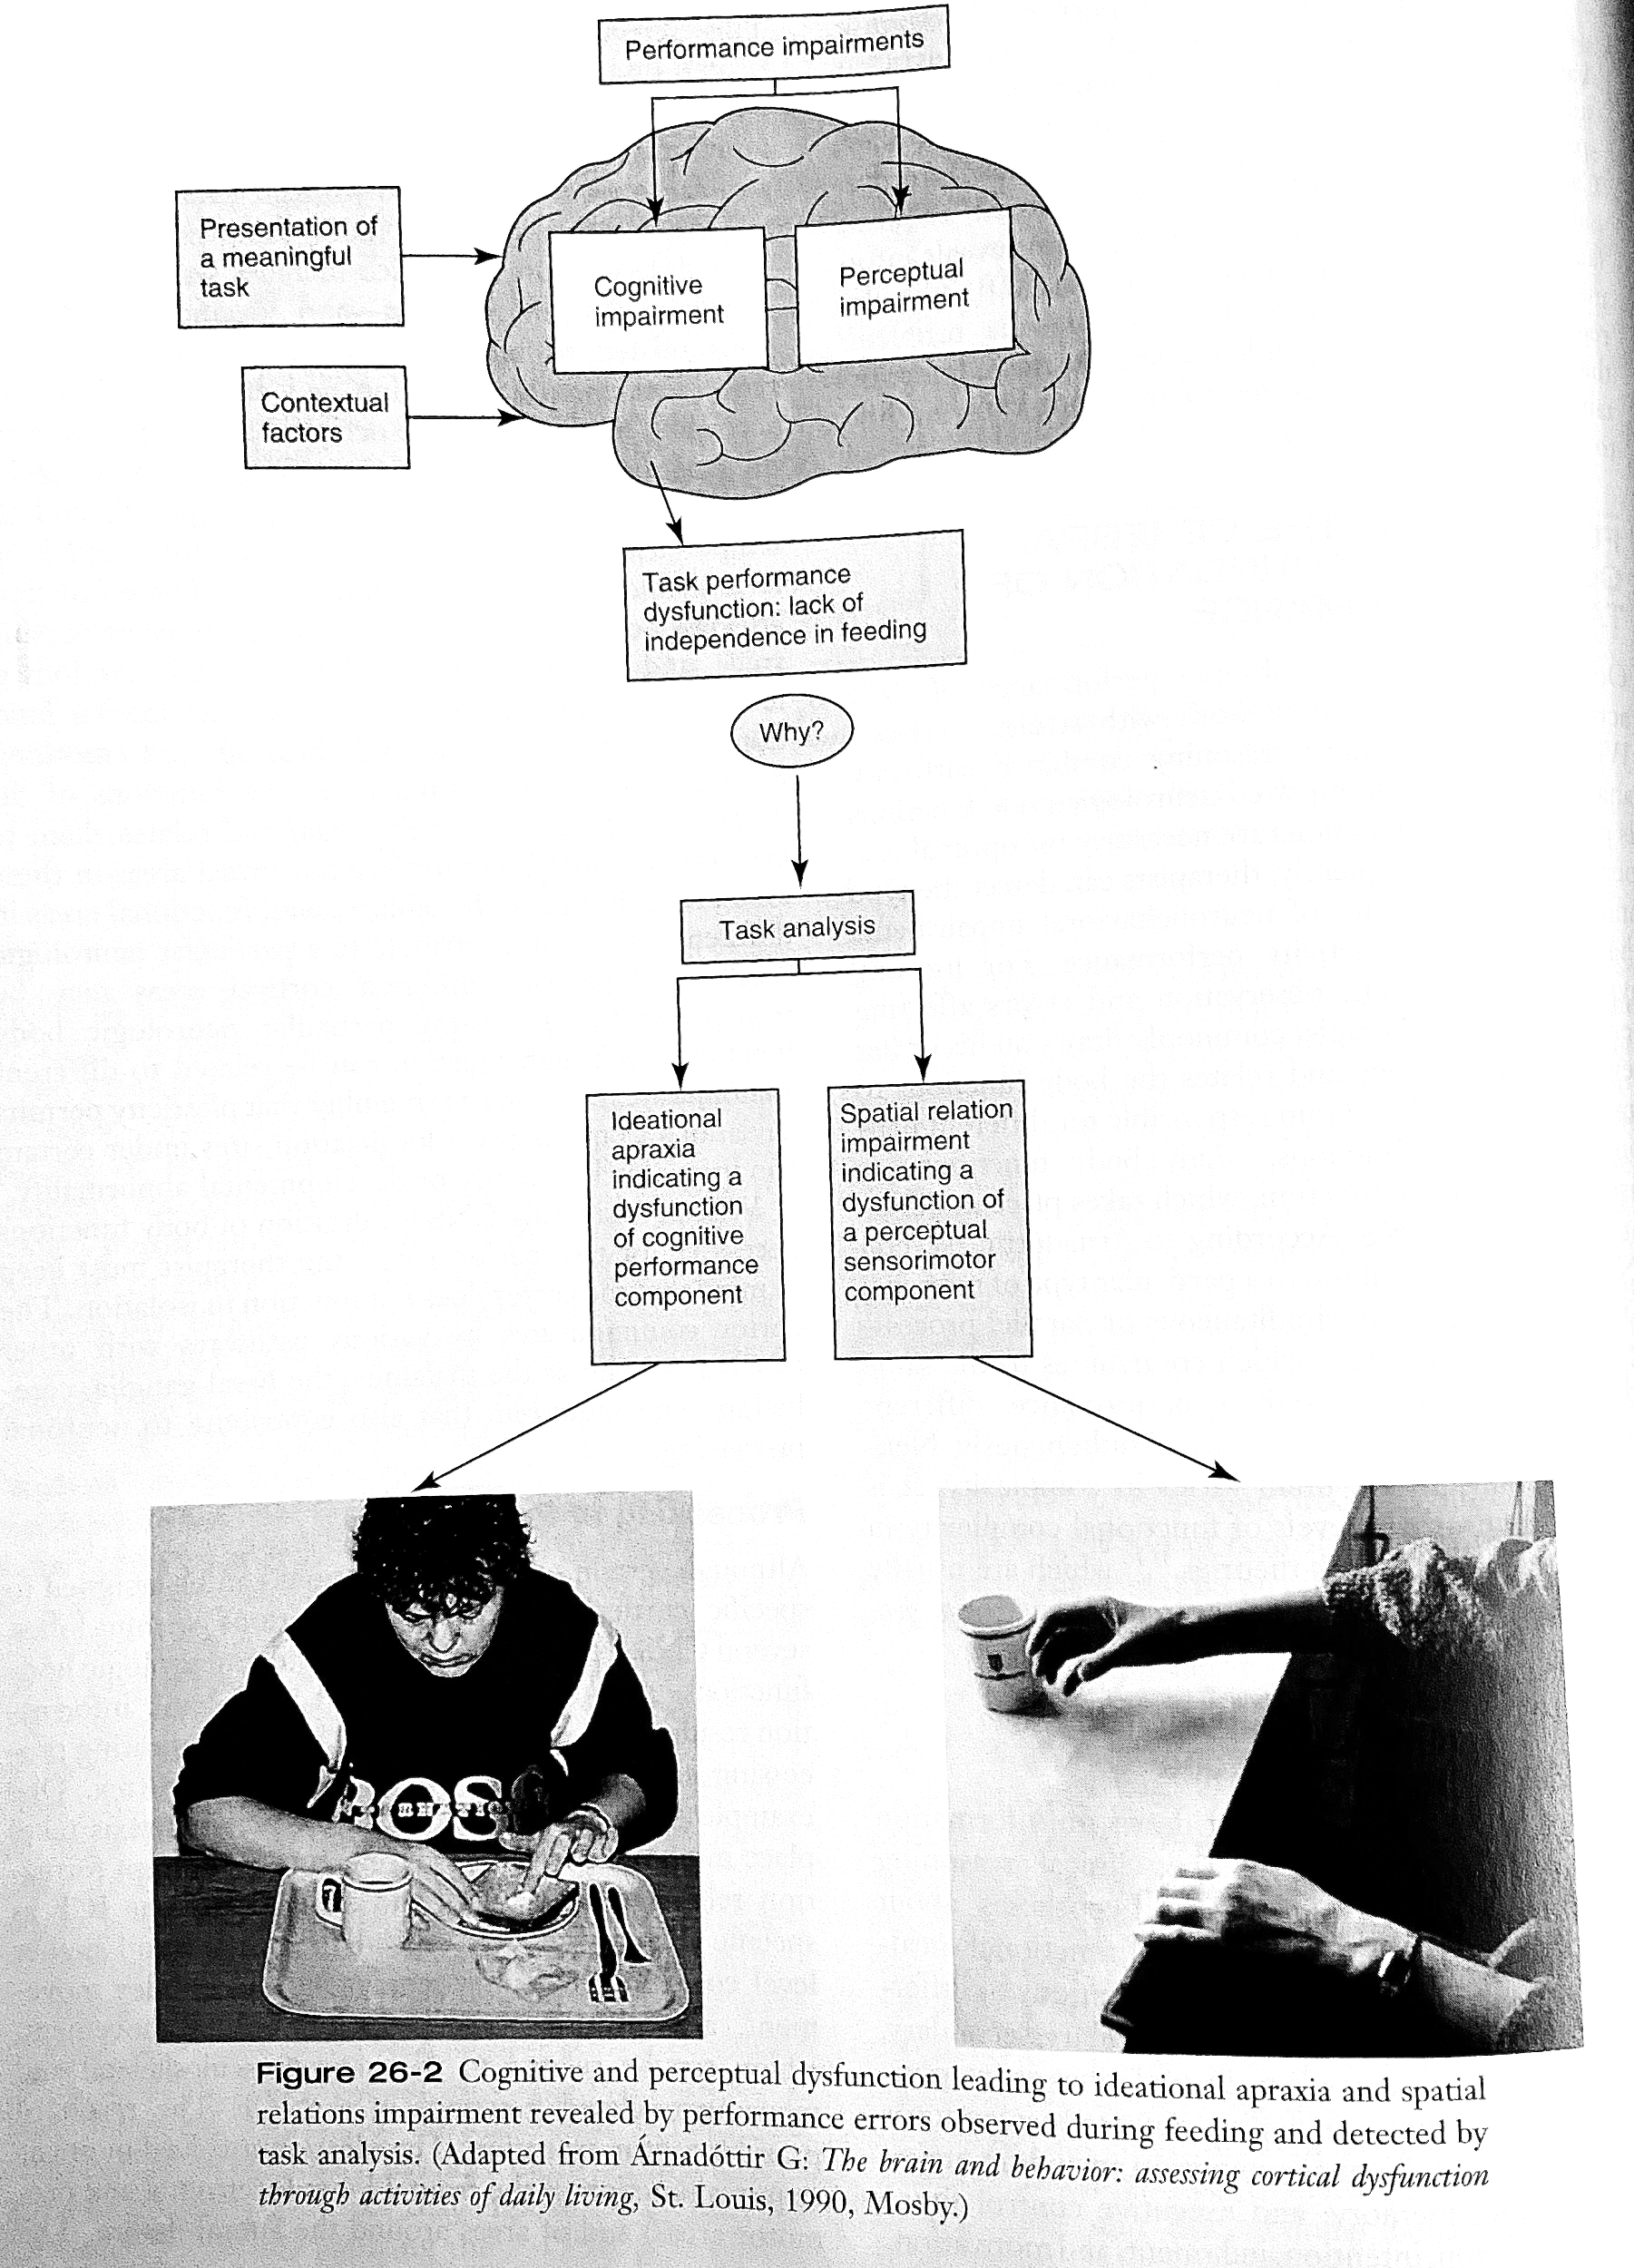 Performance impairments
Presentation of
a meaningful
task
Cognitive
impairment
Perceptual
impairment
Contextual
factors
Task performance
dysfunction: lack of
independence in feeding
Why?
Task analysis
Ideational
apraxia
indicating a
dysfunction
of cognitive
performance
component
Spatial relation
impairment
indicating a
dysfunction of
a perceptual
sensorimotor
component
Figure 26-2 Cognitive and perceptual dysfunction leading to ideational apraxia and spatial
relations impairment revealed by performance errors observed during feeding and detected by
task analysis. (Adapted from Árnadóttir G: The brain and behavior: assessing cortical dysfunction
through activities of daily living, St. Louis, 1990, Mosby.)